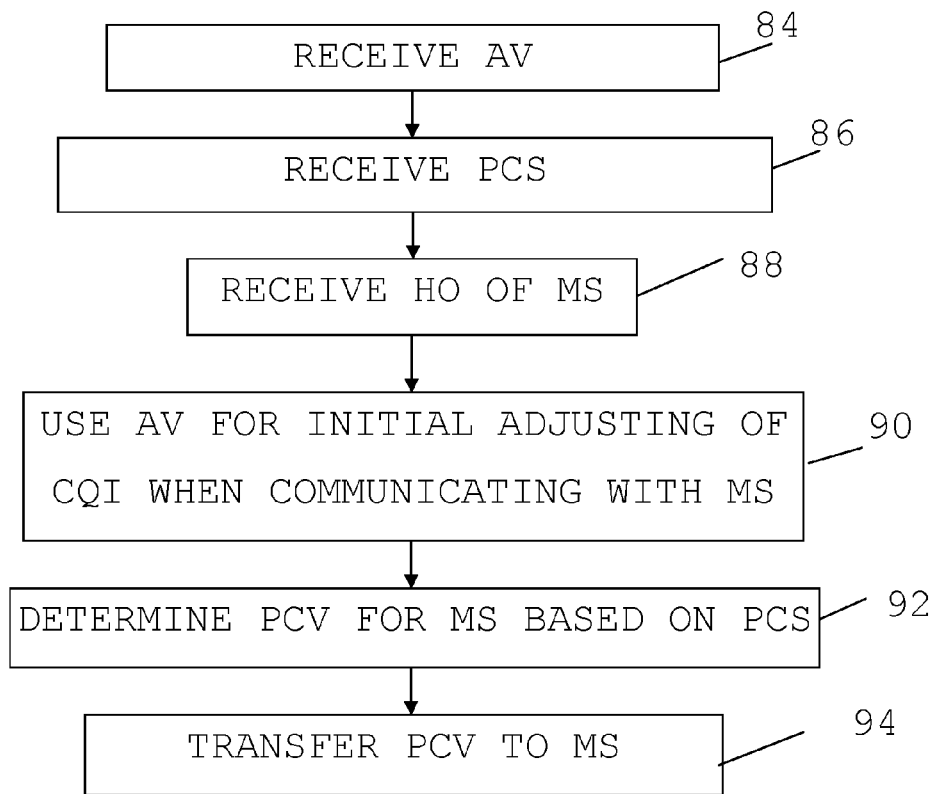 84
RECEIVE AV
86
RECEIVE PCS
88
RECEIVE HO OF MS
USE AV FOR INITIAL ADJUSTING OF
90
CQI WHEN COMMUNICATING WITH MS
92
DETERMINE PCV FOR MS BASED ON PCS
94
TRANSFER PCV TO MS